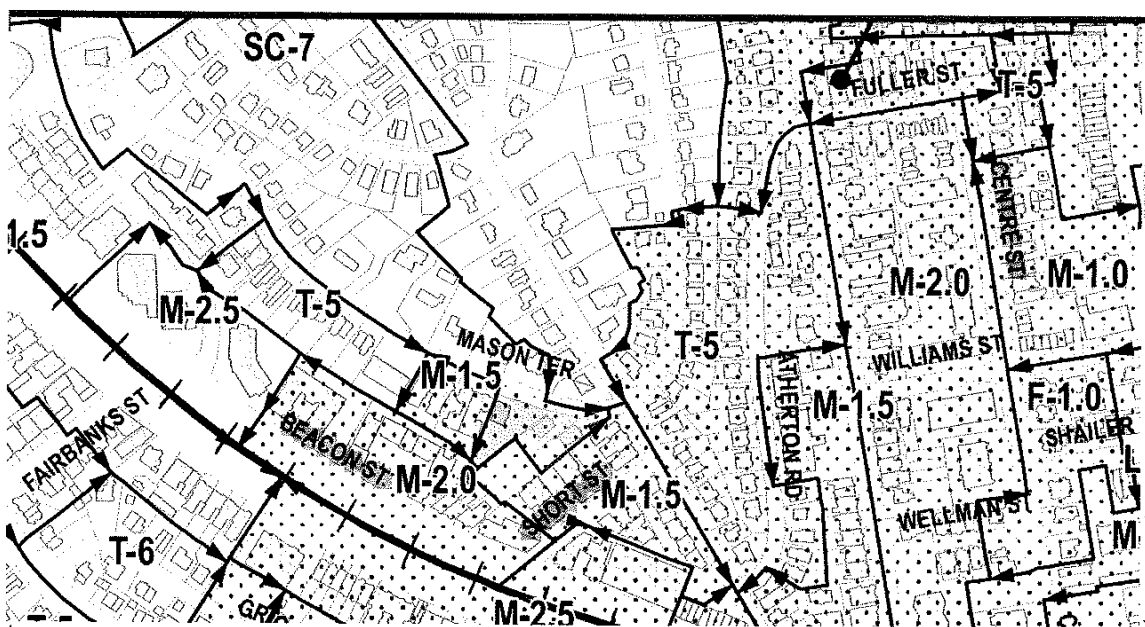 SC-7
FULLER ST
T-5
1.5
CENTRE ST
M-2.5
T-5
M-2.0
M-1.0
MASON TER
M-1.5
T-5
WILLIAMS ST
ATHERTON RD
M-1.5
F-1.0
SHAILER
FAIRBANKS ST
BEACON ST
M-2.0
SHORT ST
M-1.5
L
WELLMAN S
M
T-6
M-2.5